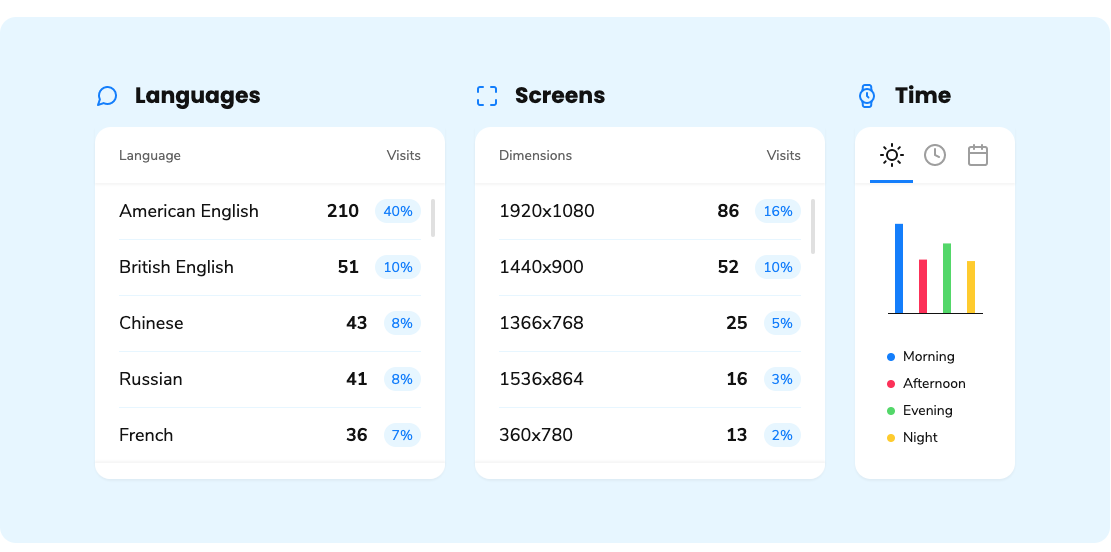 Languages
Language Visits
American English 210 40%
British English 51 10%
Chinese 43 8%
Russian 41 8%
French 36 7%
Screens
Dimensions Visits
1920x1080 86 16%
1440x900 52 10%
1366x768 25 5%
1536x864 16 3%
360x780 13 2%
Time
Morning
Afternoon
Evening
Night